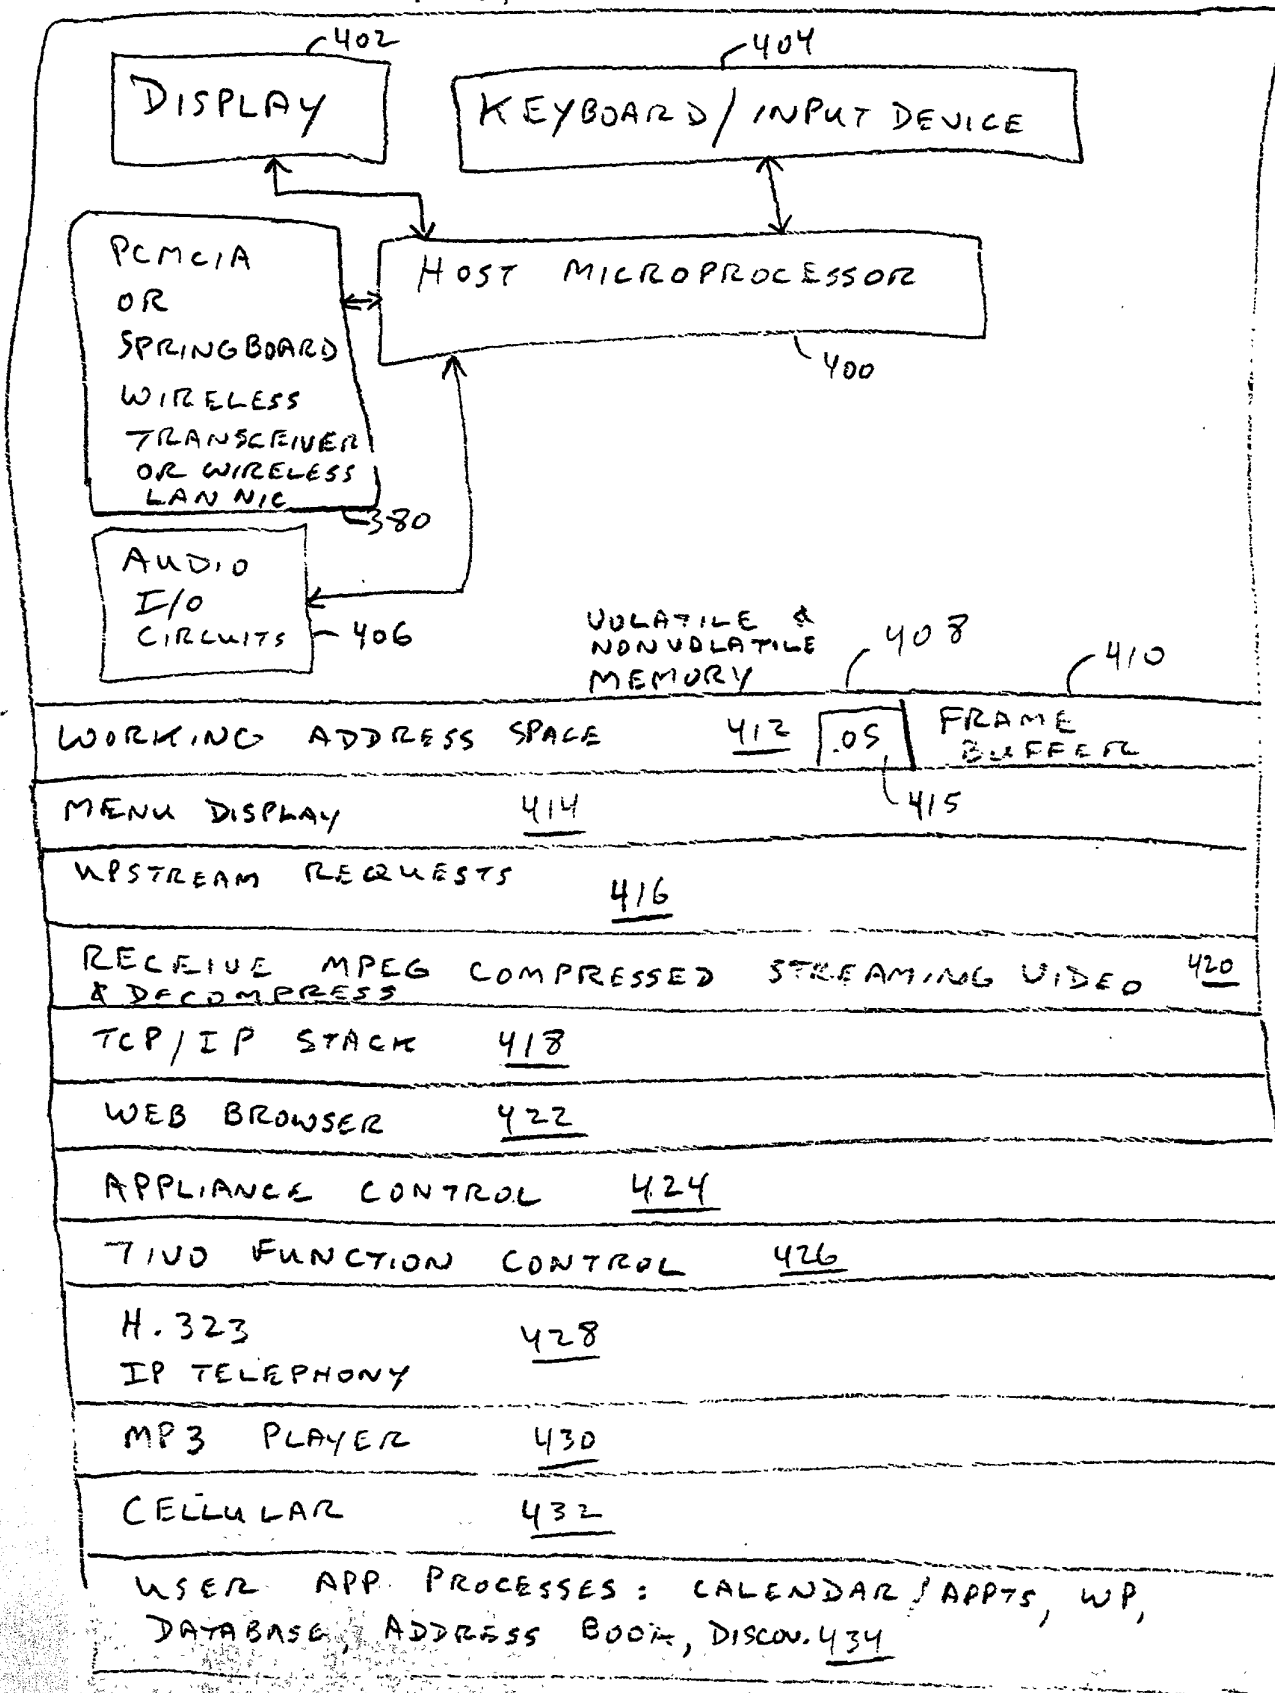 402
DISPLAY
404
KEYBOARD/INPUT DEVICE
PCMCIA
OR
SPRINGBOARD
WIRELESS
TRANSCEIVER
OR WIRELESS
LAN NIC
380
HOST MICROPROCESSOR
400
AUDIO
I/O
CIRCUITS
406
VOLATILE &
NONVOLATILE
MEMORY
408
410
WORKING ADDRESS SPACE 412
OS
415
FRAME
BUFFER
MENU DISPLAY 414
UPSTREAM REQUESTS 416
RECEIVE MPEG COMPRESSED STREAMING VIDEO 420
& DECOMPRESS
TCP/IP STACK 418
WEB BROWSER 422
APPLIANCE CONTROL 424
TIVO FUNCTION CONTROL 426
H.323 428
IP TELEPHONY
MP3 PLAYER 430
CELLULAR 432
USER APP. PROCESSES: CALENDAR/APPTS, WP,
DATABASE, ADDRESS BOOK, DISCOV. 434